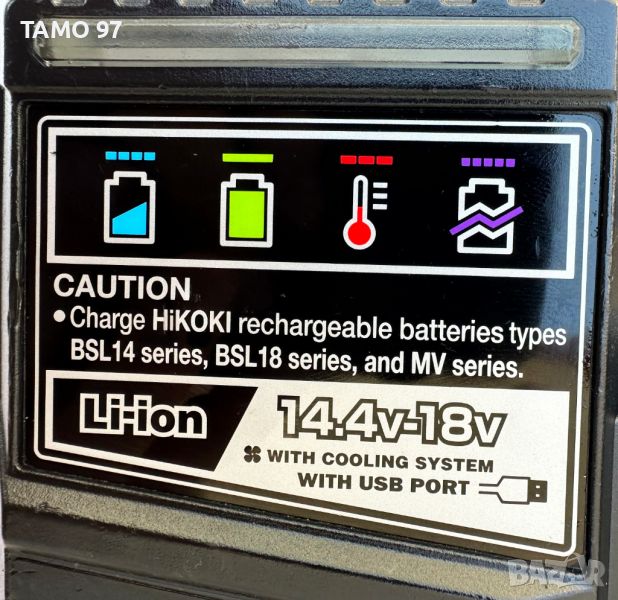 TAMO 97
CAUTION
• Charge HiKOKI rechargeable batteries types
BSL14 series, BSL18 series, and MV series.
Li-ion
14.4v-18v
WITH COOLING SYSTEM
WITH USB PORT
BAZAR